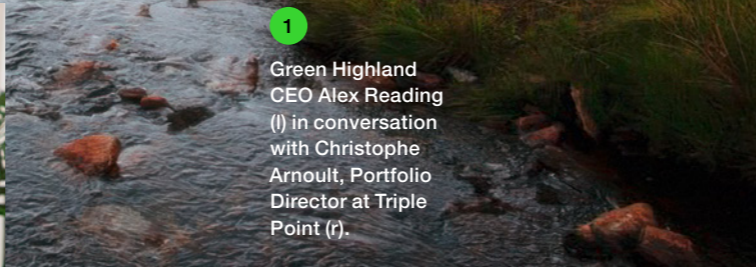 1
Green Highland
CEO Alex Reading
(l) in conversation
with Christophe
Arnoult, Portfolio
Director at Triple
Point (r).